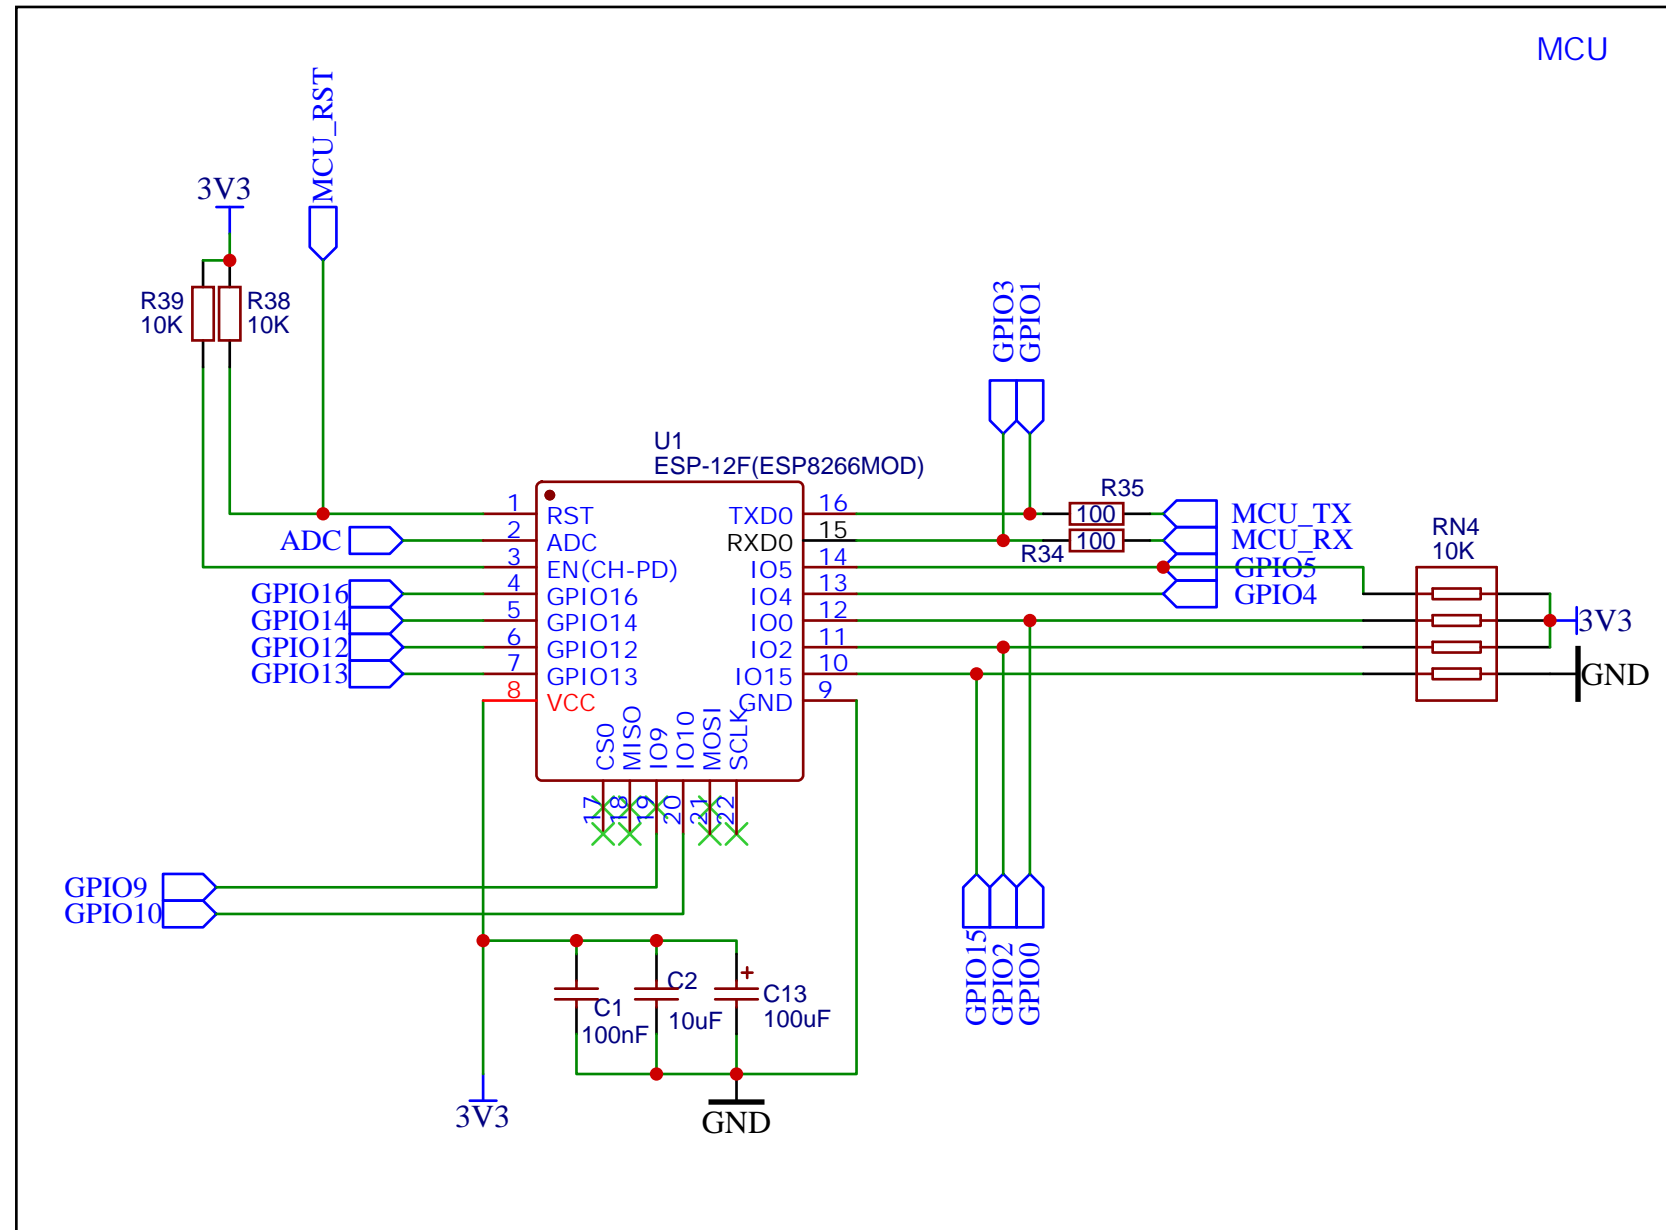 MCU
MCU_RST
3V3
R39
10K
R38
10K
GPIO3
GPIO1
U1
ESP-12F(ESP8266MOD)
R35
100
MCU_TX
R34
100
MCU_RX
GPIO5
GPIO4
RN4
10K
3V3
GND
ADC
GPIO16
GPIO14
GPIO12
GPIO13
1
RST
2
ADC
3
EN(CH-PD)
4
GPIO16
5
GPIO14
6
GPIO12
7
GPIO13
8
VCC
16
TXD0
15
RXD0
14
IO5
13
IO4
12
IO0
11
IO2
10
IO15
9
GND
CS0
MISO
IO9
IO10
MOSI
SCLK
17
18
19
20
21
22
GPIO9
GPIO10
C1
100nF
C2
10uF
+
C13
100uF
3V3
GND
GPIO15
GPIO2
GPIO0